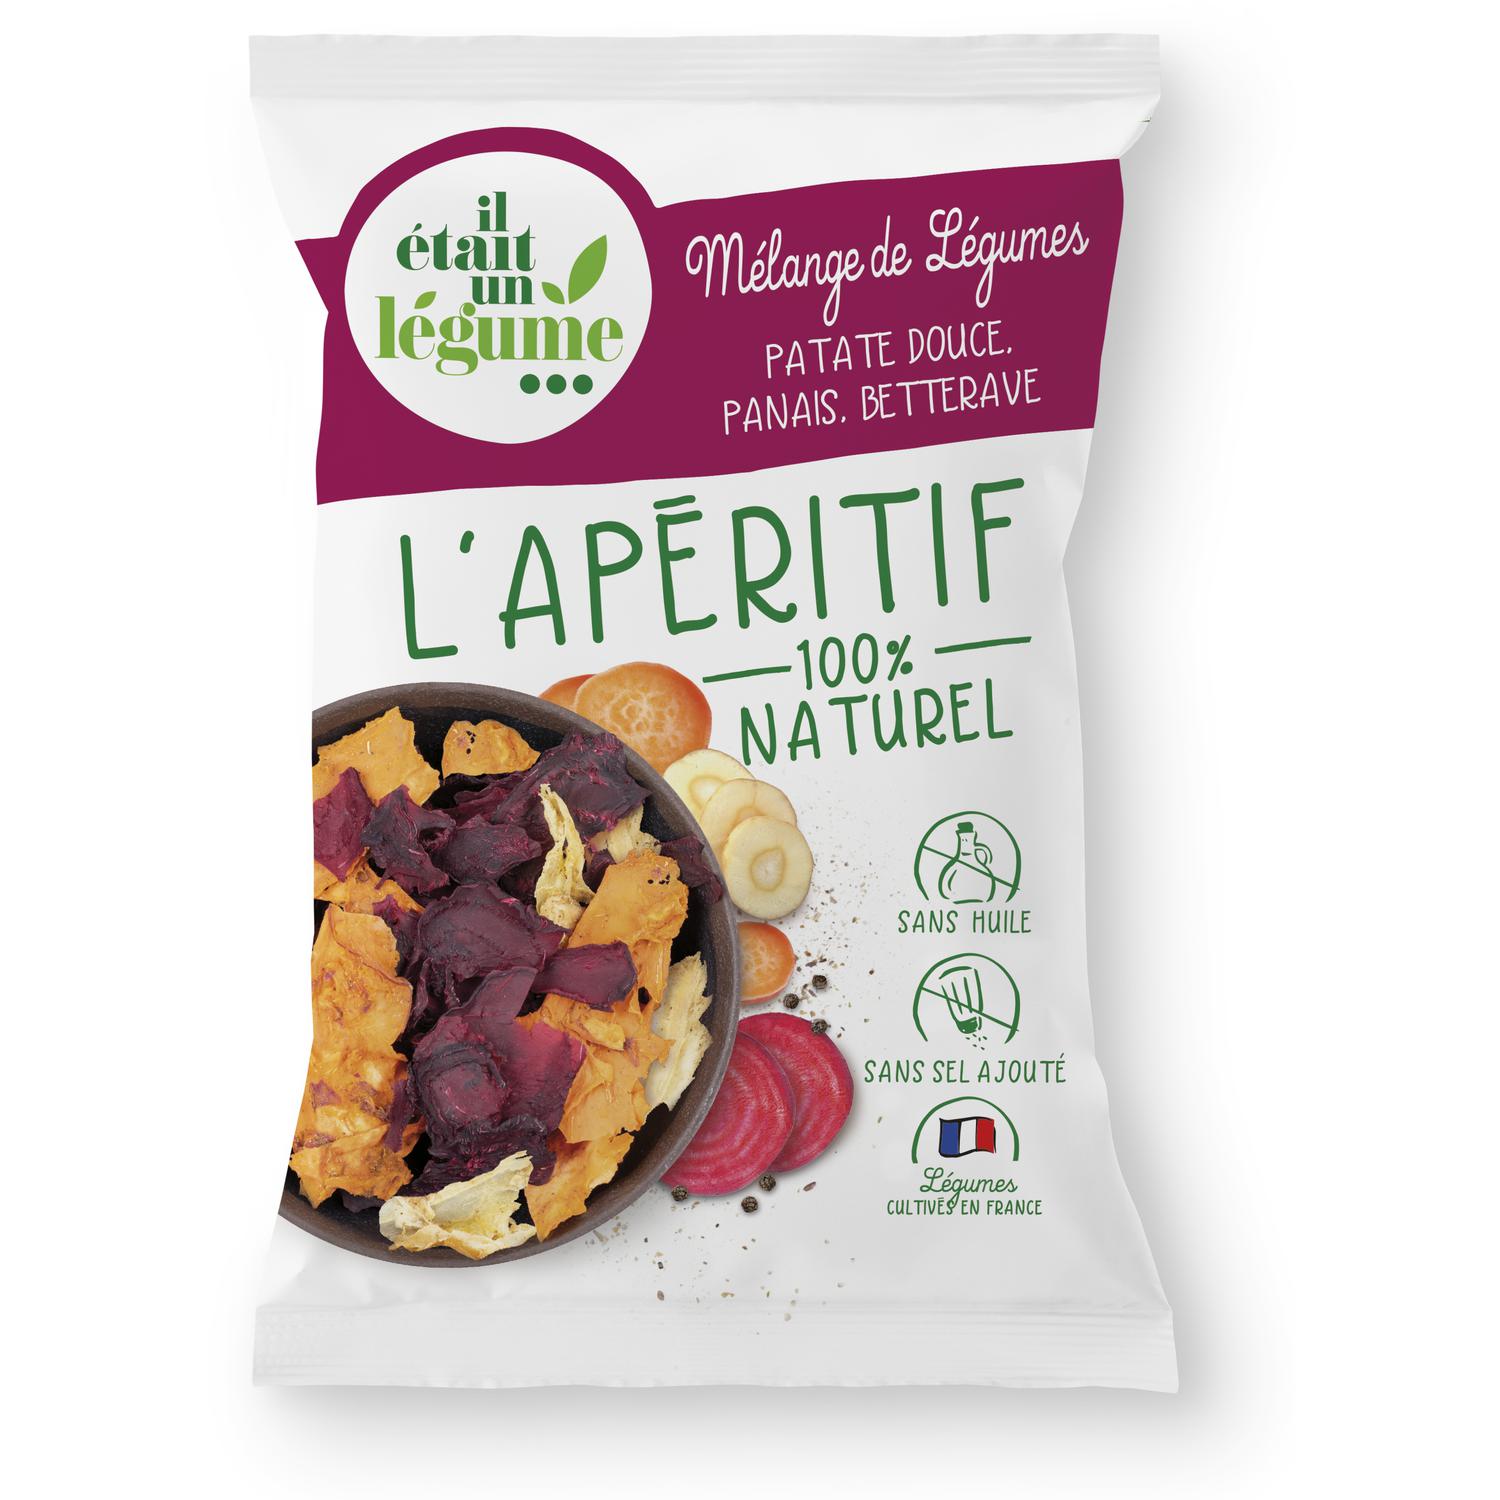 il
était
un
légume
Mélange de Légumes
PATATE DOUCE,
PANAIS, BETTERAVE
L'APÉRITIF
100%
NATUREL
SANS HUILE
SANS SEL AJOUTÉ
Légumes
CULTIVÉS EN FRANCE